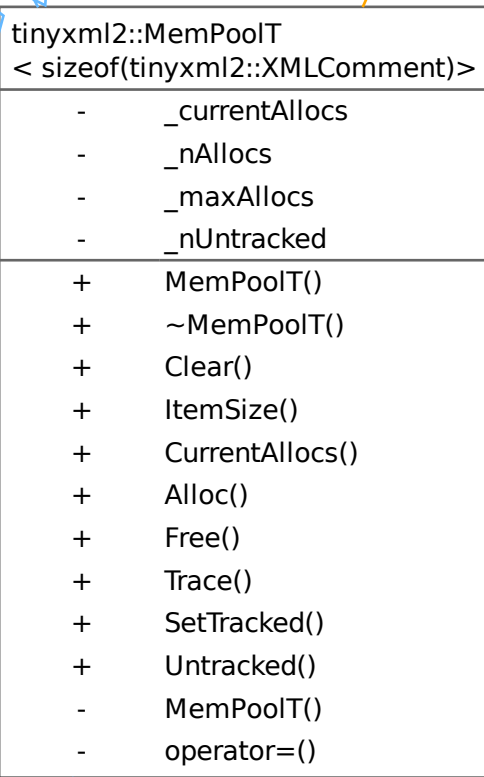 tinyxml2::MemPoolT
< sizeof(tinyxml2::XMLComment)>
- _currentAllocs
- _nAllocs
- _maxAllocs
- _nUntracked
+ MemPoolT()
+ ~MemPoolT()
+ Clear()
+ ItemSize()
+ CurrentAllocs()
+ Alloc()
+ Free()
+ Trace()
+ SetTracked()
+ Untracked()
- MemPoolT()
- operator=()